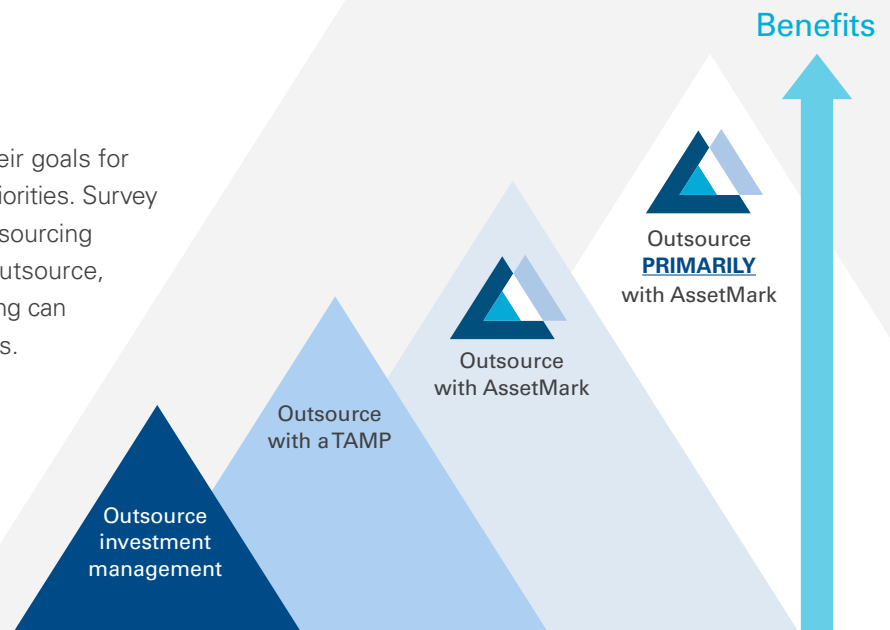 Benefits
eir goals for
iorities. Survey
sourcing
utsource,
ng can
s.
Outsource
PRIMARILY
with AssetMark
Outsource
with AssetMark
Outsource
with a TAMP
Outsource
investment
management